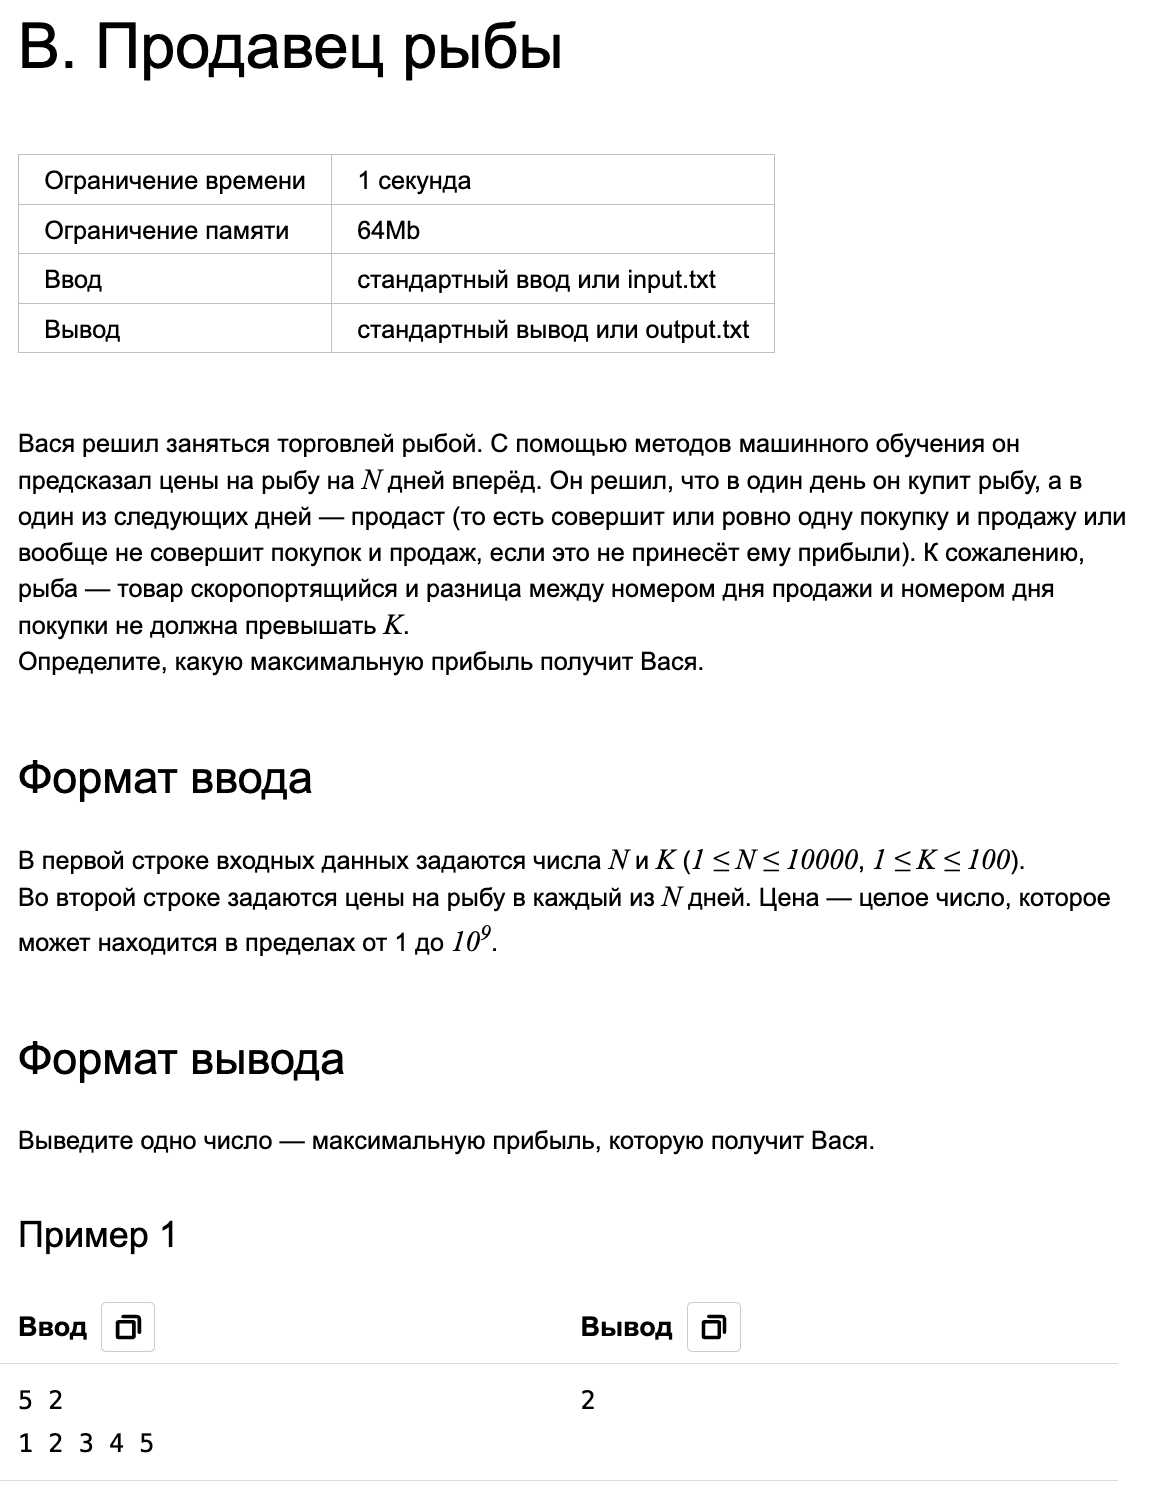 В. Продавец рыбы
Ограничение времени 1 секунда
Ограничение памяти 64Mb
Ввод стандартный ввод или input.txt
Вывод стандартный вывод или output.txt
Вася решил заняться торговлей рыбой. С помощью методов машинного обучения он
предсказал цены на рыбу на N дней вперёд. Он решил, что в один день он купит рыбу, а в
один из следующих дней — продаст (то есть совершит или ровно одну покупку и продажу или
вообще не совершит покупок и продаж, если это не принесёт ему прибыли). К сожалению,
рыба — товар скоропортящийся и разница между номером дня продажи и номером дня
покупки не должна превышать K.
Определите, какую максимальную прибыль получит Вася.
Формат ввода
В первой строке входных данных задаются числа N и K (1 ≤ N ≤ 10000, 1 ≤ K ≤ 100).
Во второй строке задаются цены на рыбу в каждый из N дней. Цена — целое число, которое
может находится в пределах от 1 до 10⁹.
Формат вывода
Выведите одно число — максимальную прибыль, которую получит Вася.
Пример 1
Ввод Вывод
5 2 2
1 2 3 4 5